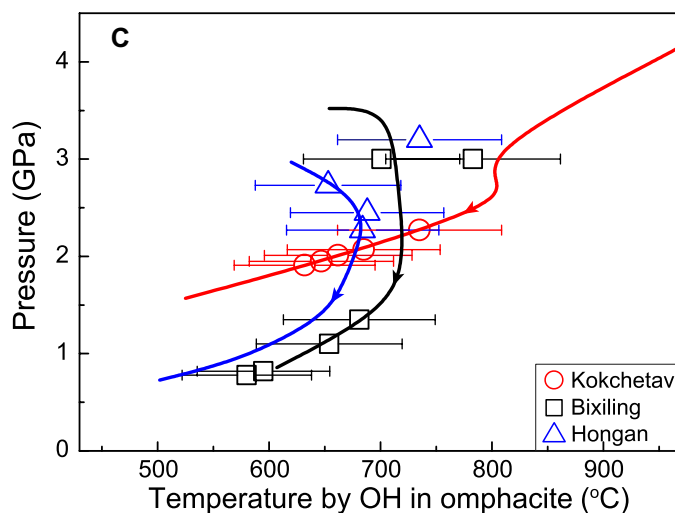 C
4
3
2
1
0
Pressure (GPa)
500 600 700 800 900
Temperature by OH in omphacite (°C)
Kokchetav
Bixiling
Hongan